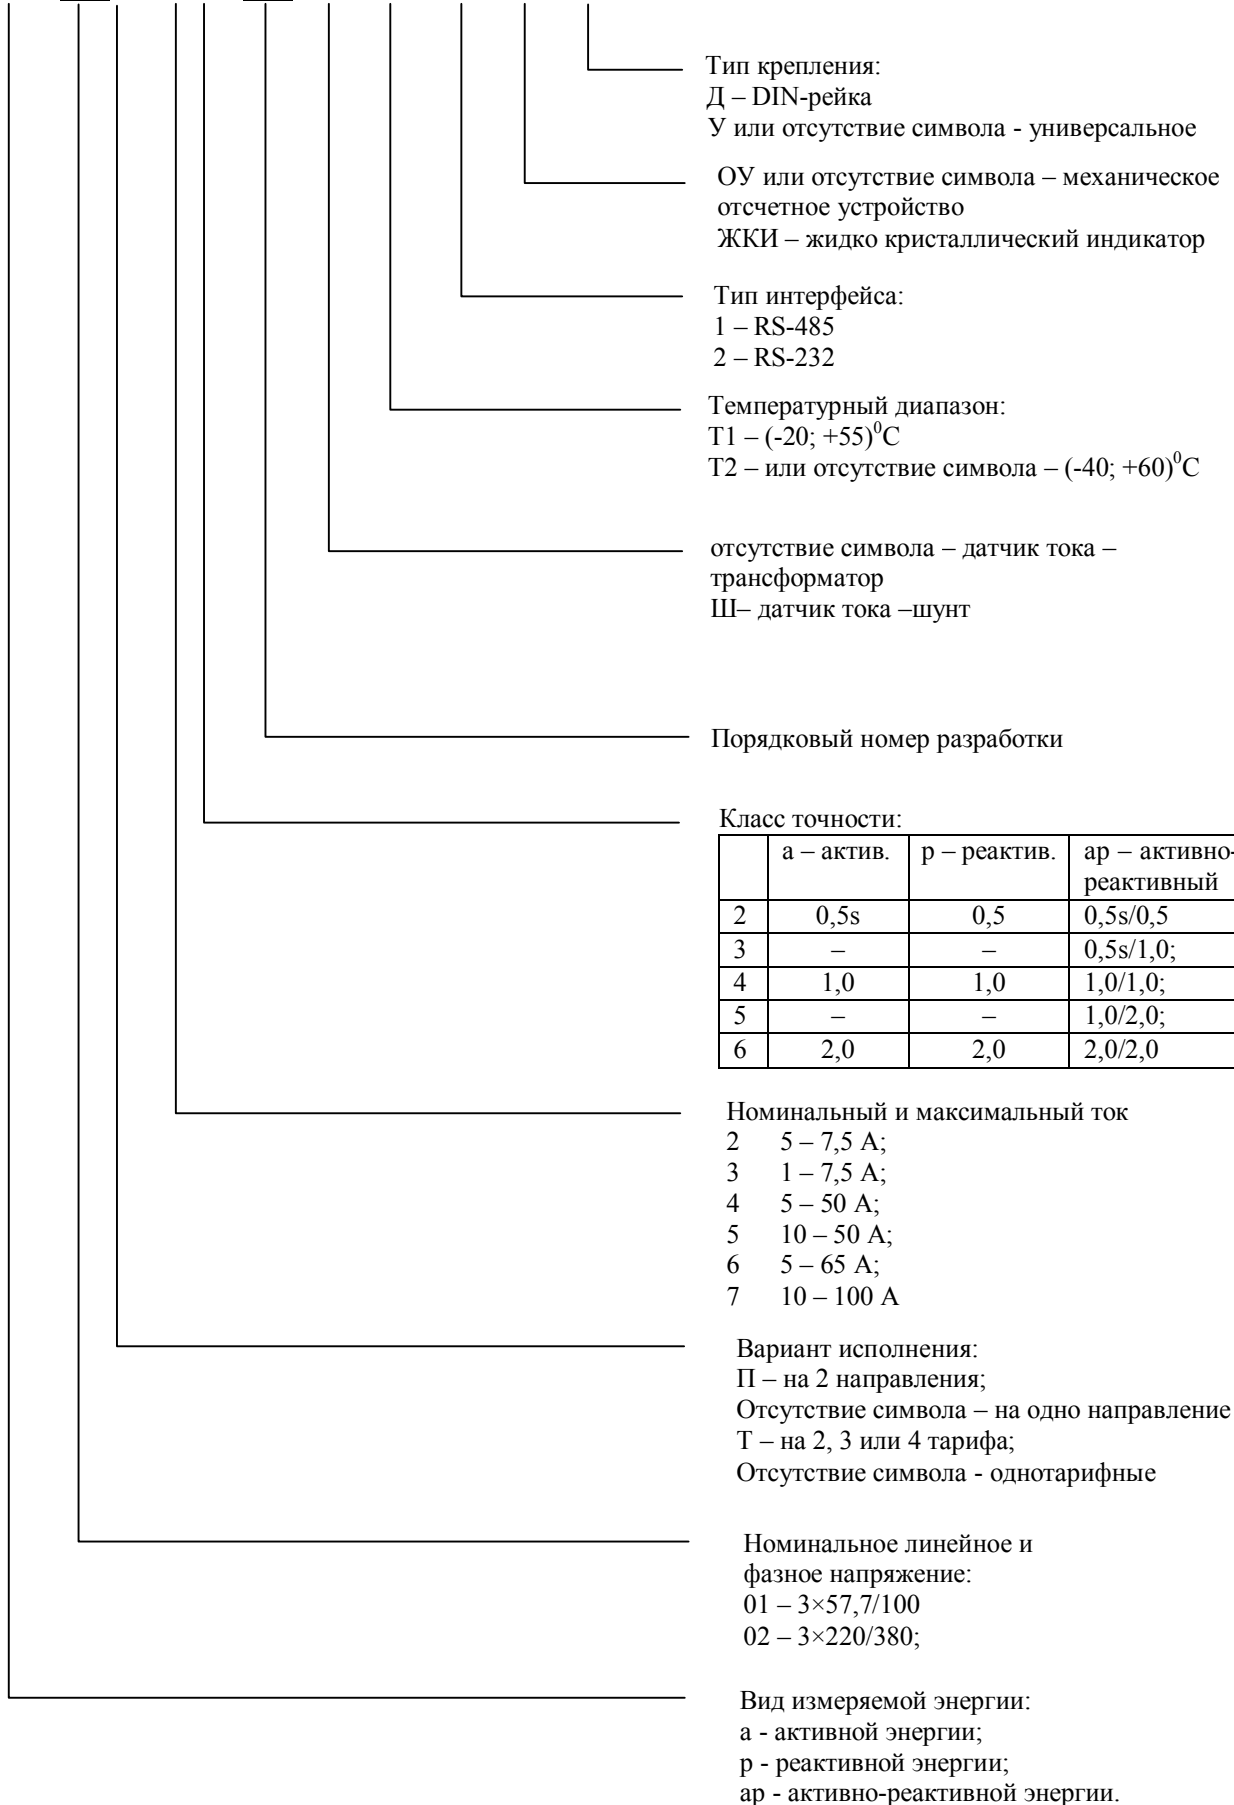 Тип крепления:
Д – DIN-рейка
У или отсутствие символа - универсальное
ОУ или отсутствие символа – механическое
отсчетное устройство
ЖКИ – жидко кристаллический индикатор
Тип интерфейса:
1 – RS-485
2 – RS-232
Температурный диапазон:
Т1 – (-20; +55)⁰С
Т2 – или отсутствие символа – (-40; +60)⁰С
отсутствие символа – датчик тока –
трансформатор
Ш– датчик тока –шунт
Порядковый номер разработки
Класс точности:
а – актив. р – реактив. ар – активно-
реактивный
2 0,5s 0,5 0,5s/0,5
3 – – 0,5s/1,0;
4 1,0 1,0 1,0/1,0;
5 – – 1,0/2,0;
6 2,0 2,0 2,0/2,0
Номинальный и максимальный ток
2 5 – 7,5 А;
3 1 – 7,5 А;
4 5 – 50 А;
5 10 – 50 А;
6 5 – 65 А;
7 10 – 100 А
Вариант исполнения:
П – на 2 направления;
Отсутствие символа – на одно направление
Т – на 2, 3 или 4 тарифа;
Отсутствие символа - однотарифные
Номинальное линейное и
фазное напряжение:
01 – 3×57,7/100
02 – 3×220/380;
Вид измеряемой энергии:
а - активной энергии;
р - реактивной энергии;
ар - активно-реактивной энергии.